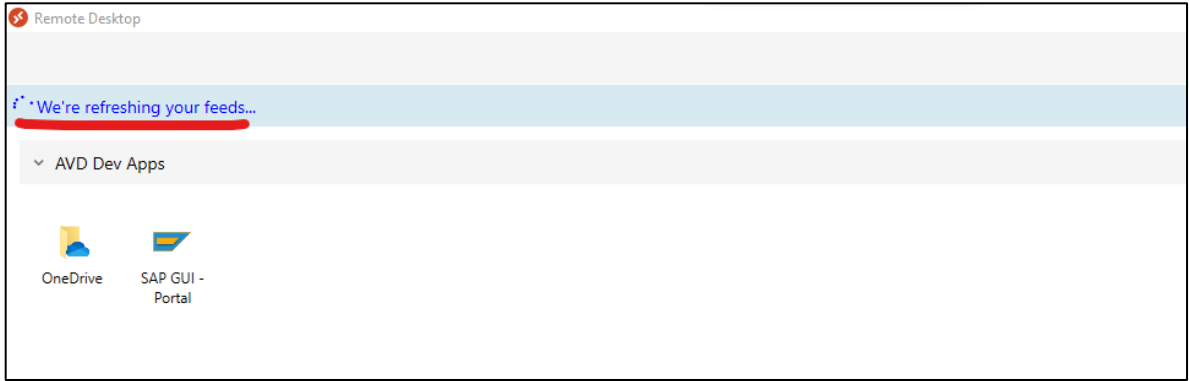 Remote Desktop
We're refreshing your feeds...
AVD Dev Apps
OneDrive
SAP GUI -
Portal